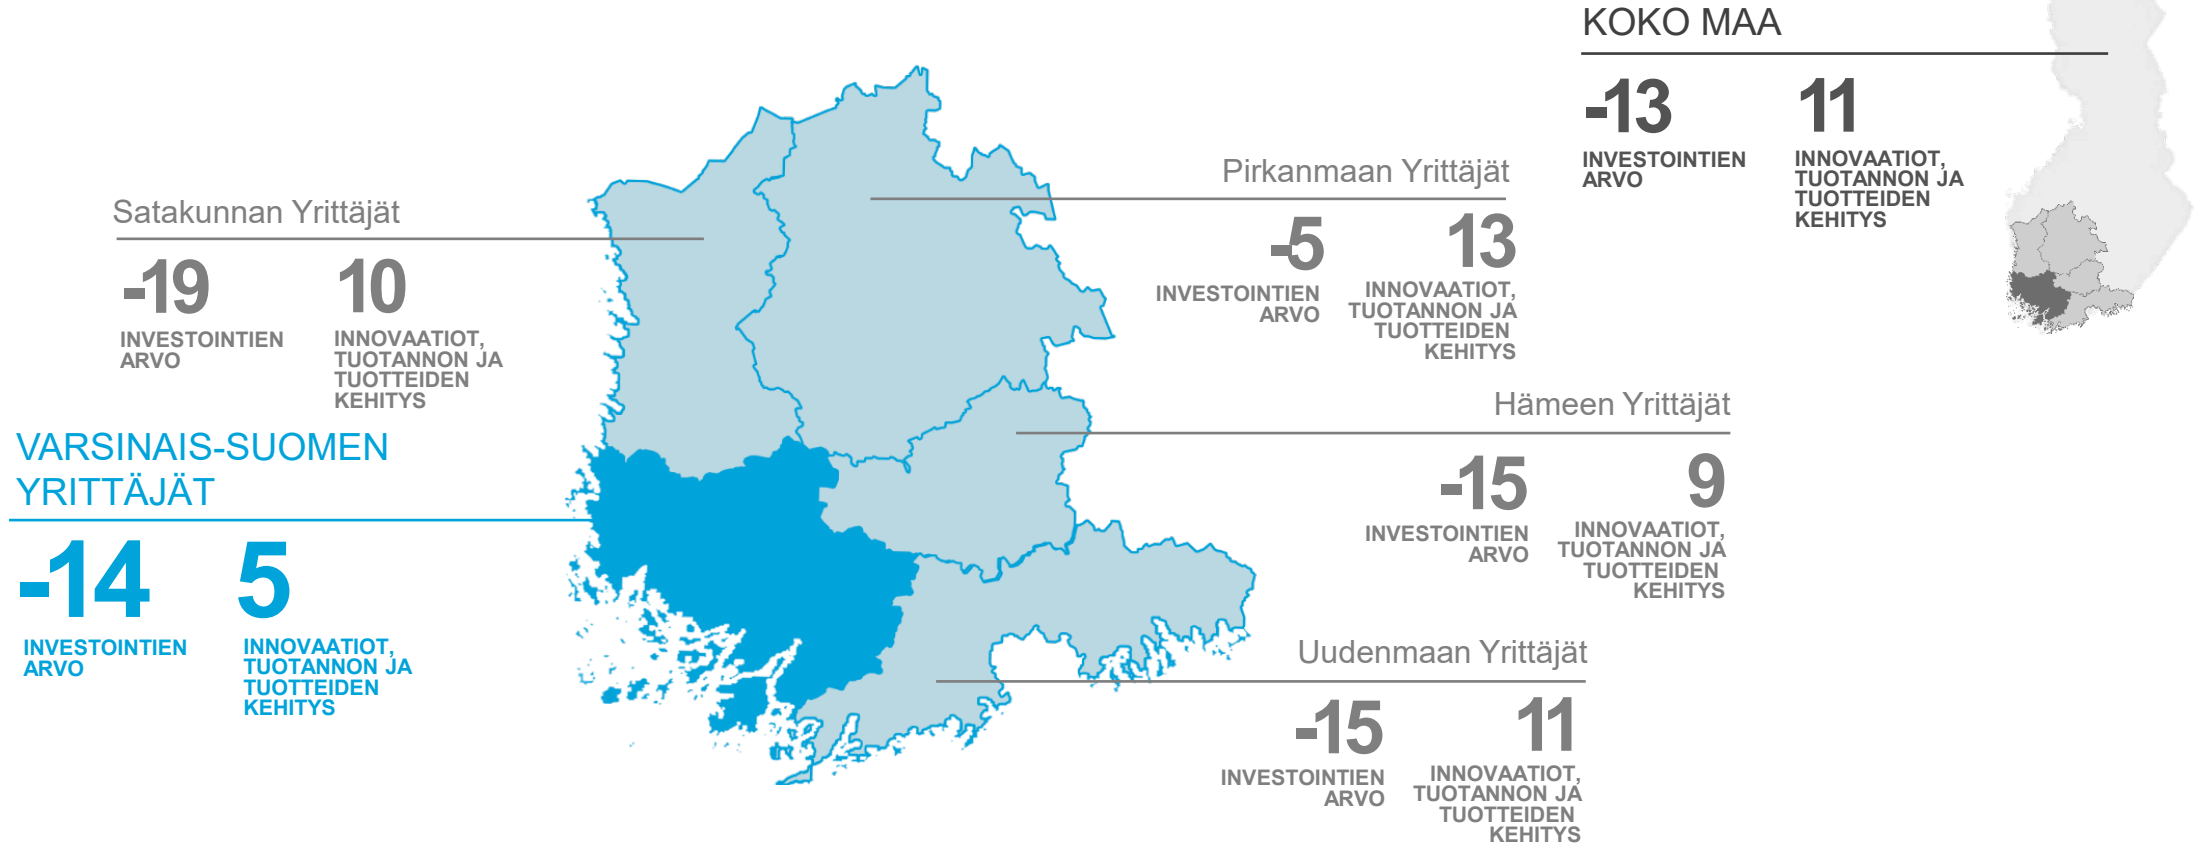 KOKO MAA
-13
INVESTOINTIEN
ARVO
11
INNOVAATIOT,
TUOTANNON JA
TUOTTEIDEN
KEHITYS
Pirkanmaan Yrittäjät
-5
INVESTOINTIEN
ARVO
13
INNOVAATIOT,
TUOTANNON JA
TUOTTEIDEN
KEHITYS
Satakunnan Yrittäjät
-19
INVESTOINTIEN
ARVO
10
INNOVAATIOT,
TUOTANNON JA
TUOTTEIDEN
KEHITYS
Hämeen Yrittäjät
-15
INVESTOINTIEN
ARVO
9
INNOVAATIOT,
TUOTANNON JA
TUOTTEIDEN
KEHITYS
VARSINAIS-SUOMEN
YRITTÄJÄT
-14
INVESTOINTIEN
ARVO
5
INNOVAATIOT,
TUOTANNON JA
TUOTTEIDEN
KEHITYS
Uudenmaan Yrittäjät
-15
INVESTOINTIEN
ARVO
11
INNOVAATIOT,
TUOTANNON JA
TUOTTEIDEN
KEHITYS